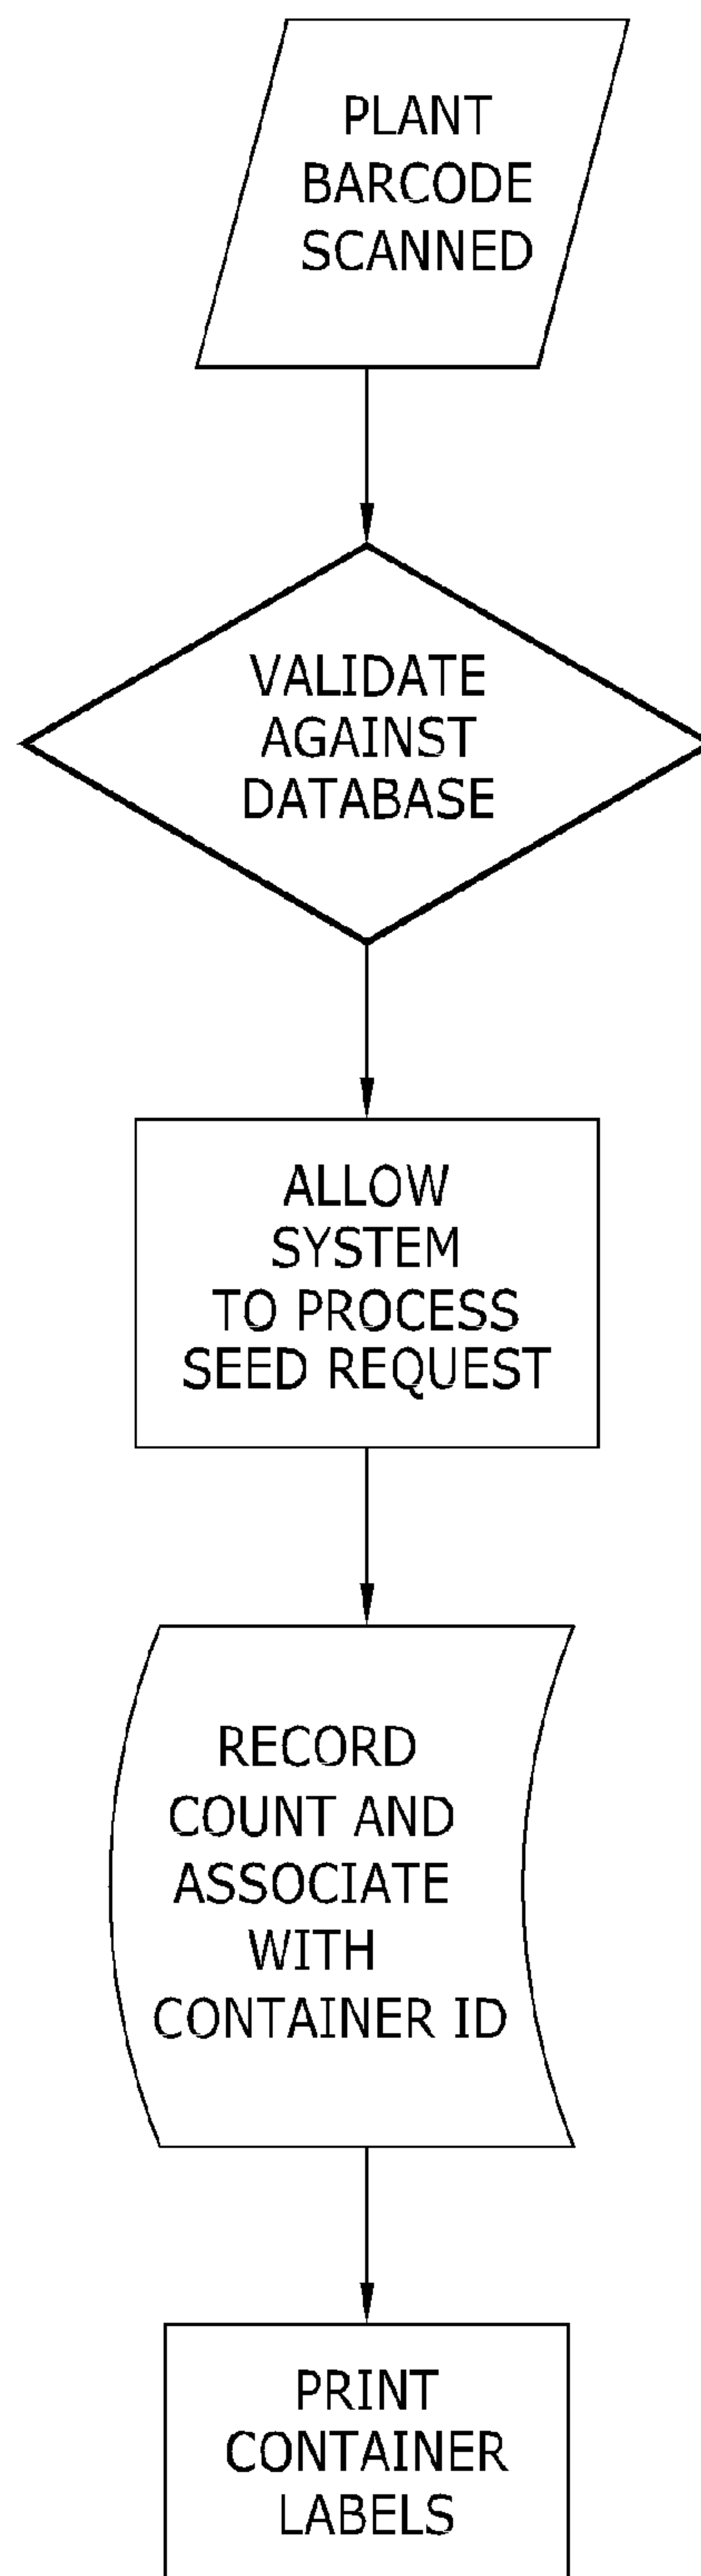 PLANT
BARCODE
SCANNED
VALIDATE
AGAINST
DATABASE
ALLOW
SYSTEM
TO PROCESS
SEED REQUEST
RECORD
COUNT AND
ASSOCIATE
WITH
CONTAINER ID
PRINT
CONTAINER
LABELS